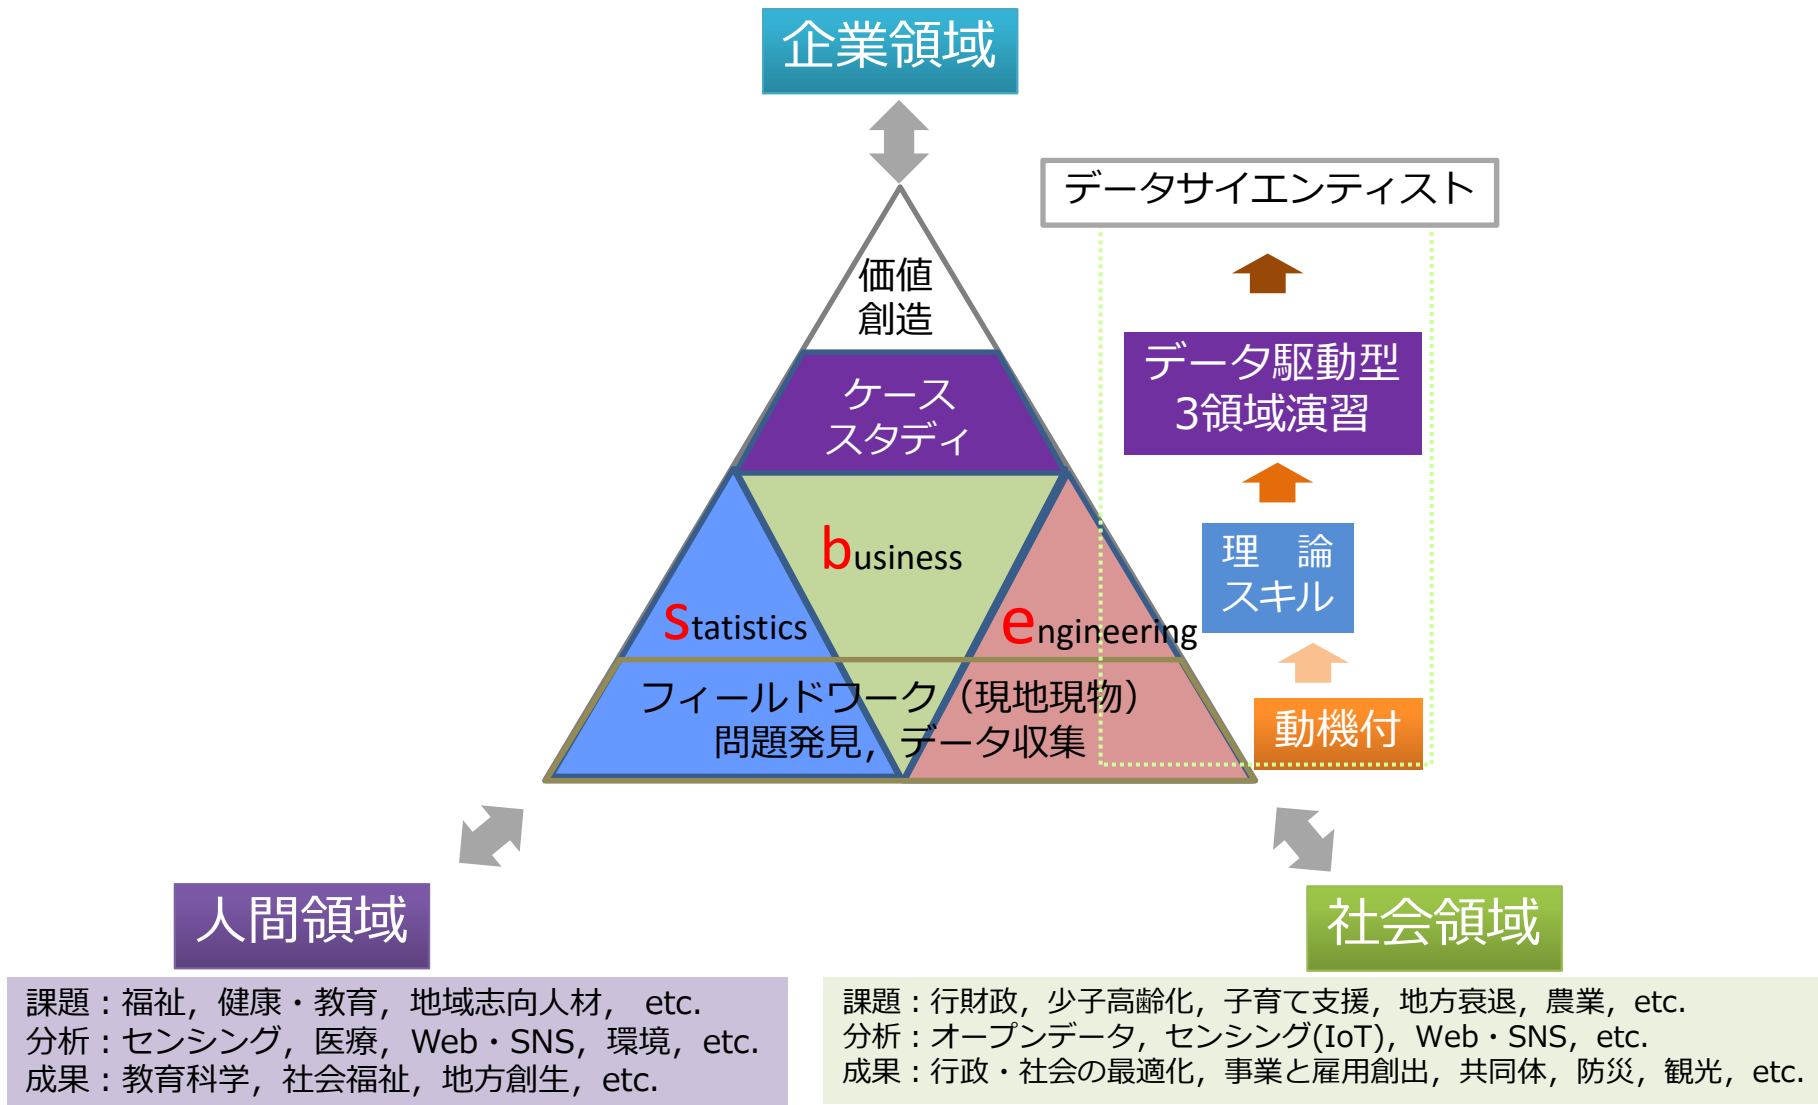 企業領域
データサイエンティスト
価値
創造
データ駆動型
3領域演習
ケース
スタディ
理　論
スキル
business
statistics
engineering
フィールドワーク（現地現物）
問題発見，データ収集
動機付
人間領域
課題：福祉，健康・教育，地域志向人材， etc.
分析：センシング，医療，Web・SNS，環境，etc.
成果：教育科学，社会福祉，地方創生，etc.
社会領域
課題：行財政，少子高齢化，子育て支援，地方衰退，農業，etc.
分析：オープンデータ，センシング(IoT)，Web・SNS，etc.
成果：行政・社会の最適化，事業と雇用創出，共同体，防災，観光，etc.